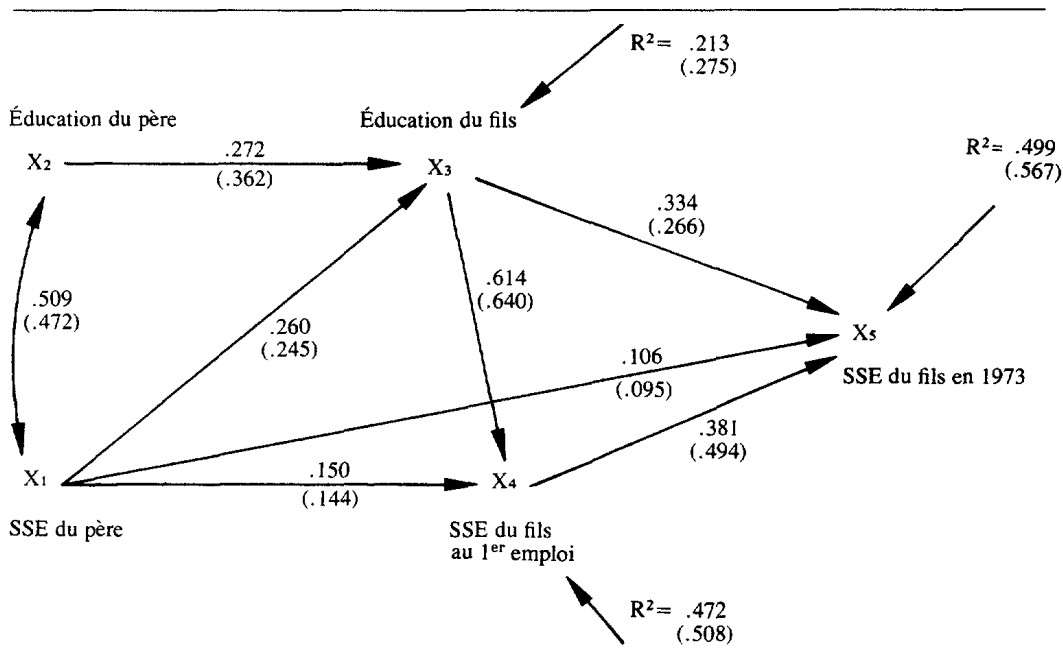 R² = .213
(.275)
Éducation du père
Éducation du fils
X₂
.272
(.362)
X₃
R² = .499
(.567)
.334
(.266)
.509
(.472)
.614
(.640)
.260
(.245)
X₅
.106
(.095)
SSE du fils en 1973
.381
(.494)
X₁
.150
(.144)
X₄
SSE du père
SSE du fils
au 1er emploi
R² = .472
(.508)